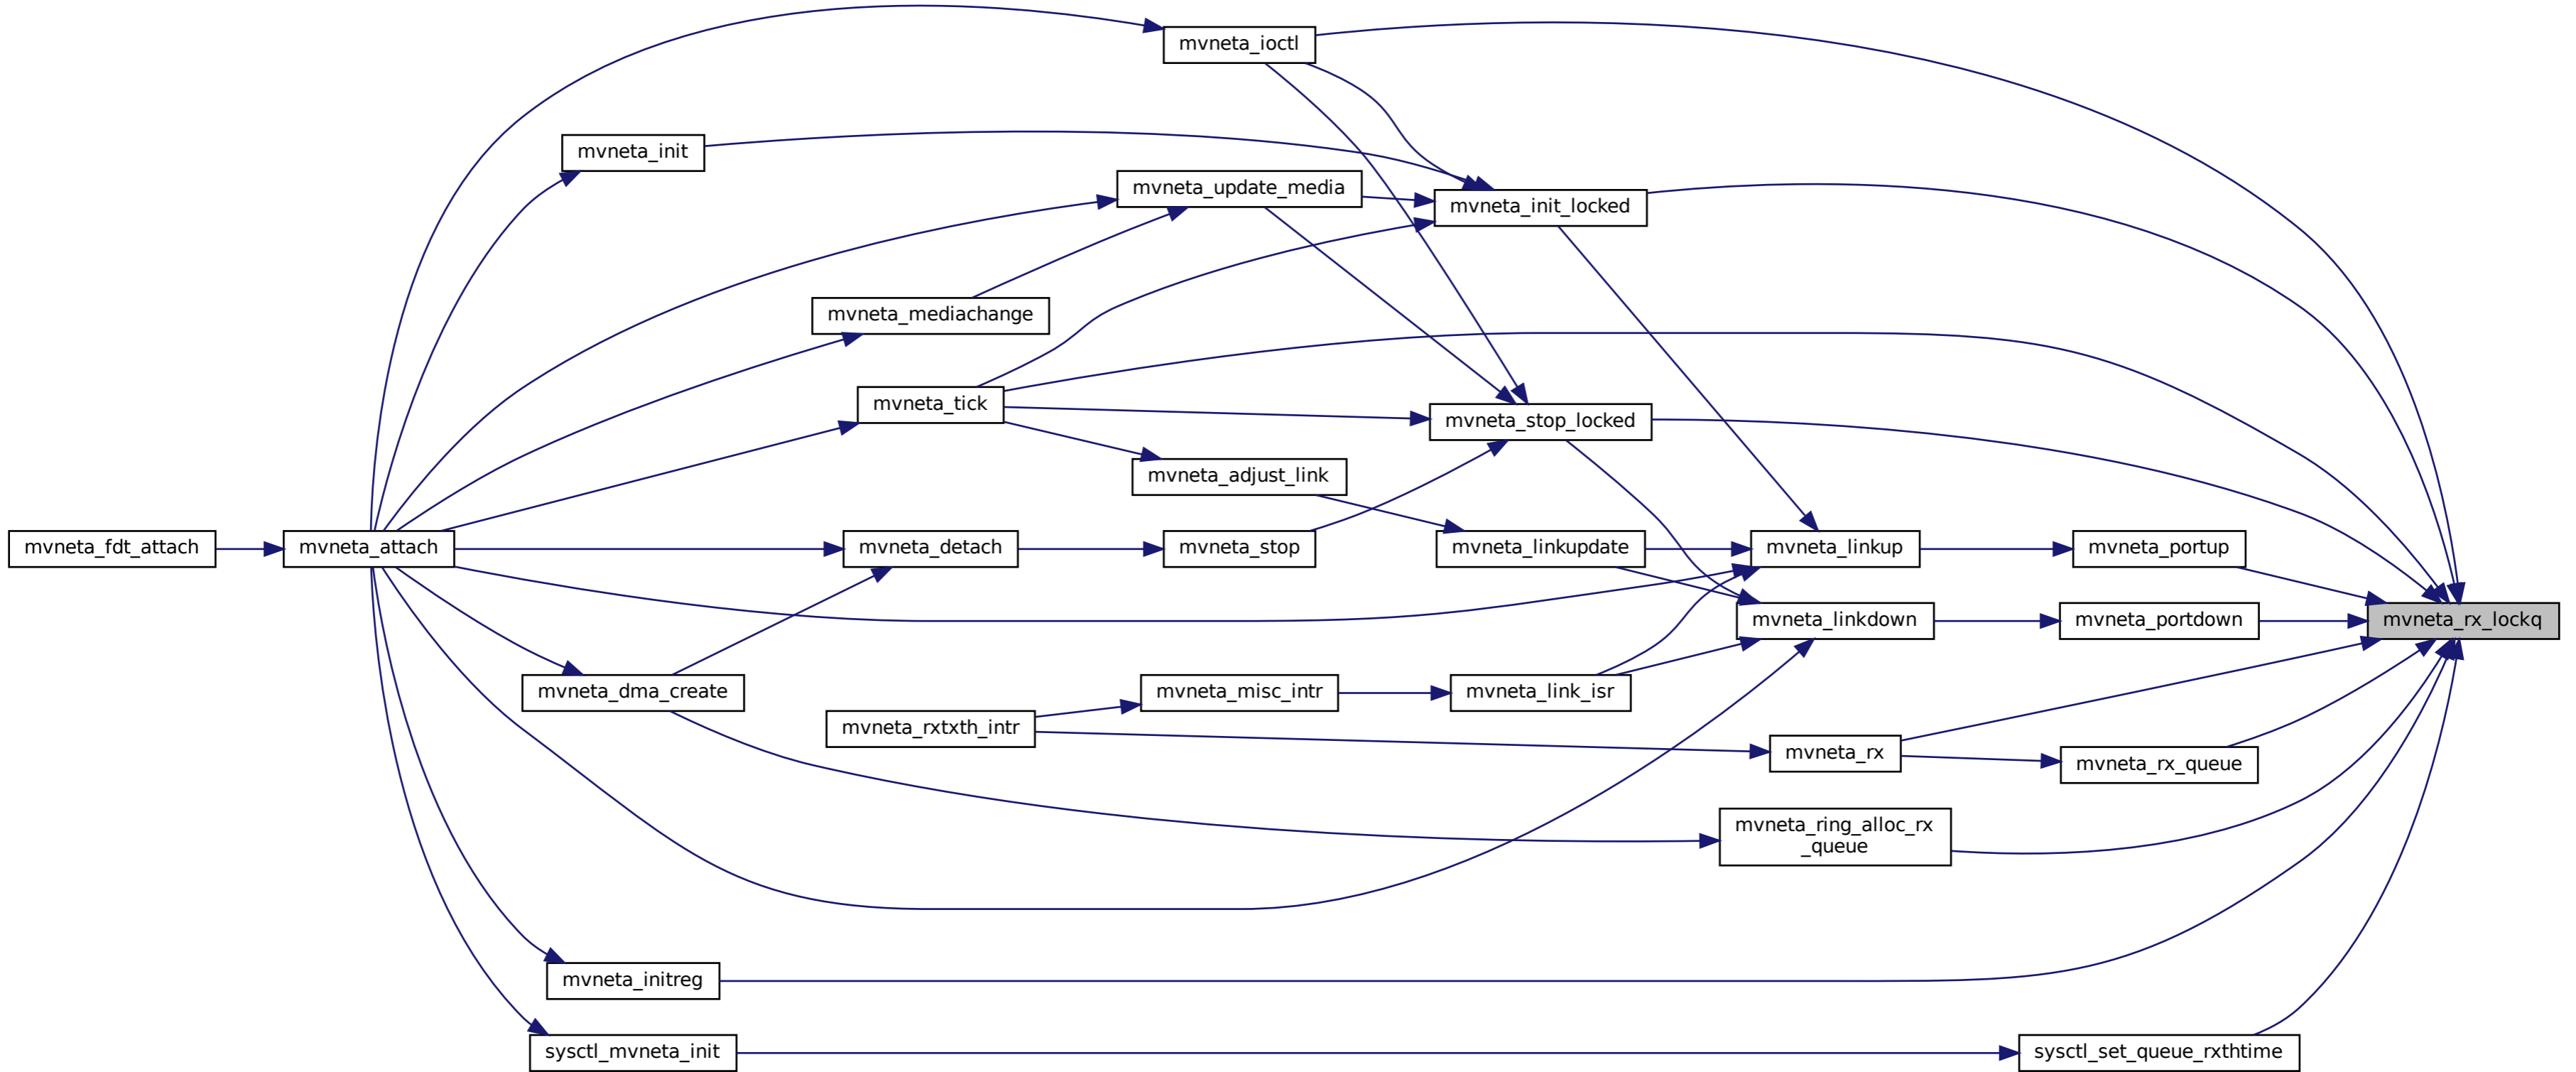 mvneta_ioctl
mvneta_init
mvneta_update_media
mvneta_init_locked
mvneta_mediachange
mvneta_tick
mvneta_stop_locked
mvneta_adjust_link
mvneta_fdt_attach
mvneta_attach
mvneta_detach
mvneta_stop
mvneta_linkupdate
mvneta_linkup
mvneta_portup
mvneta_linkdown
mvneta_portdown
mvneta_rx_lockq
mvneta_dma_create
mvneta_misc_intr
mvneta_link_isr
mvneta_rxtxth_intr
mvneta_rx
mvneta_rx_queue
mvneta_ring_alloc_rx
_queue
mvneta_initreg
sysctl_mvneta_init
sysctl_set_queue_rxthtime